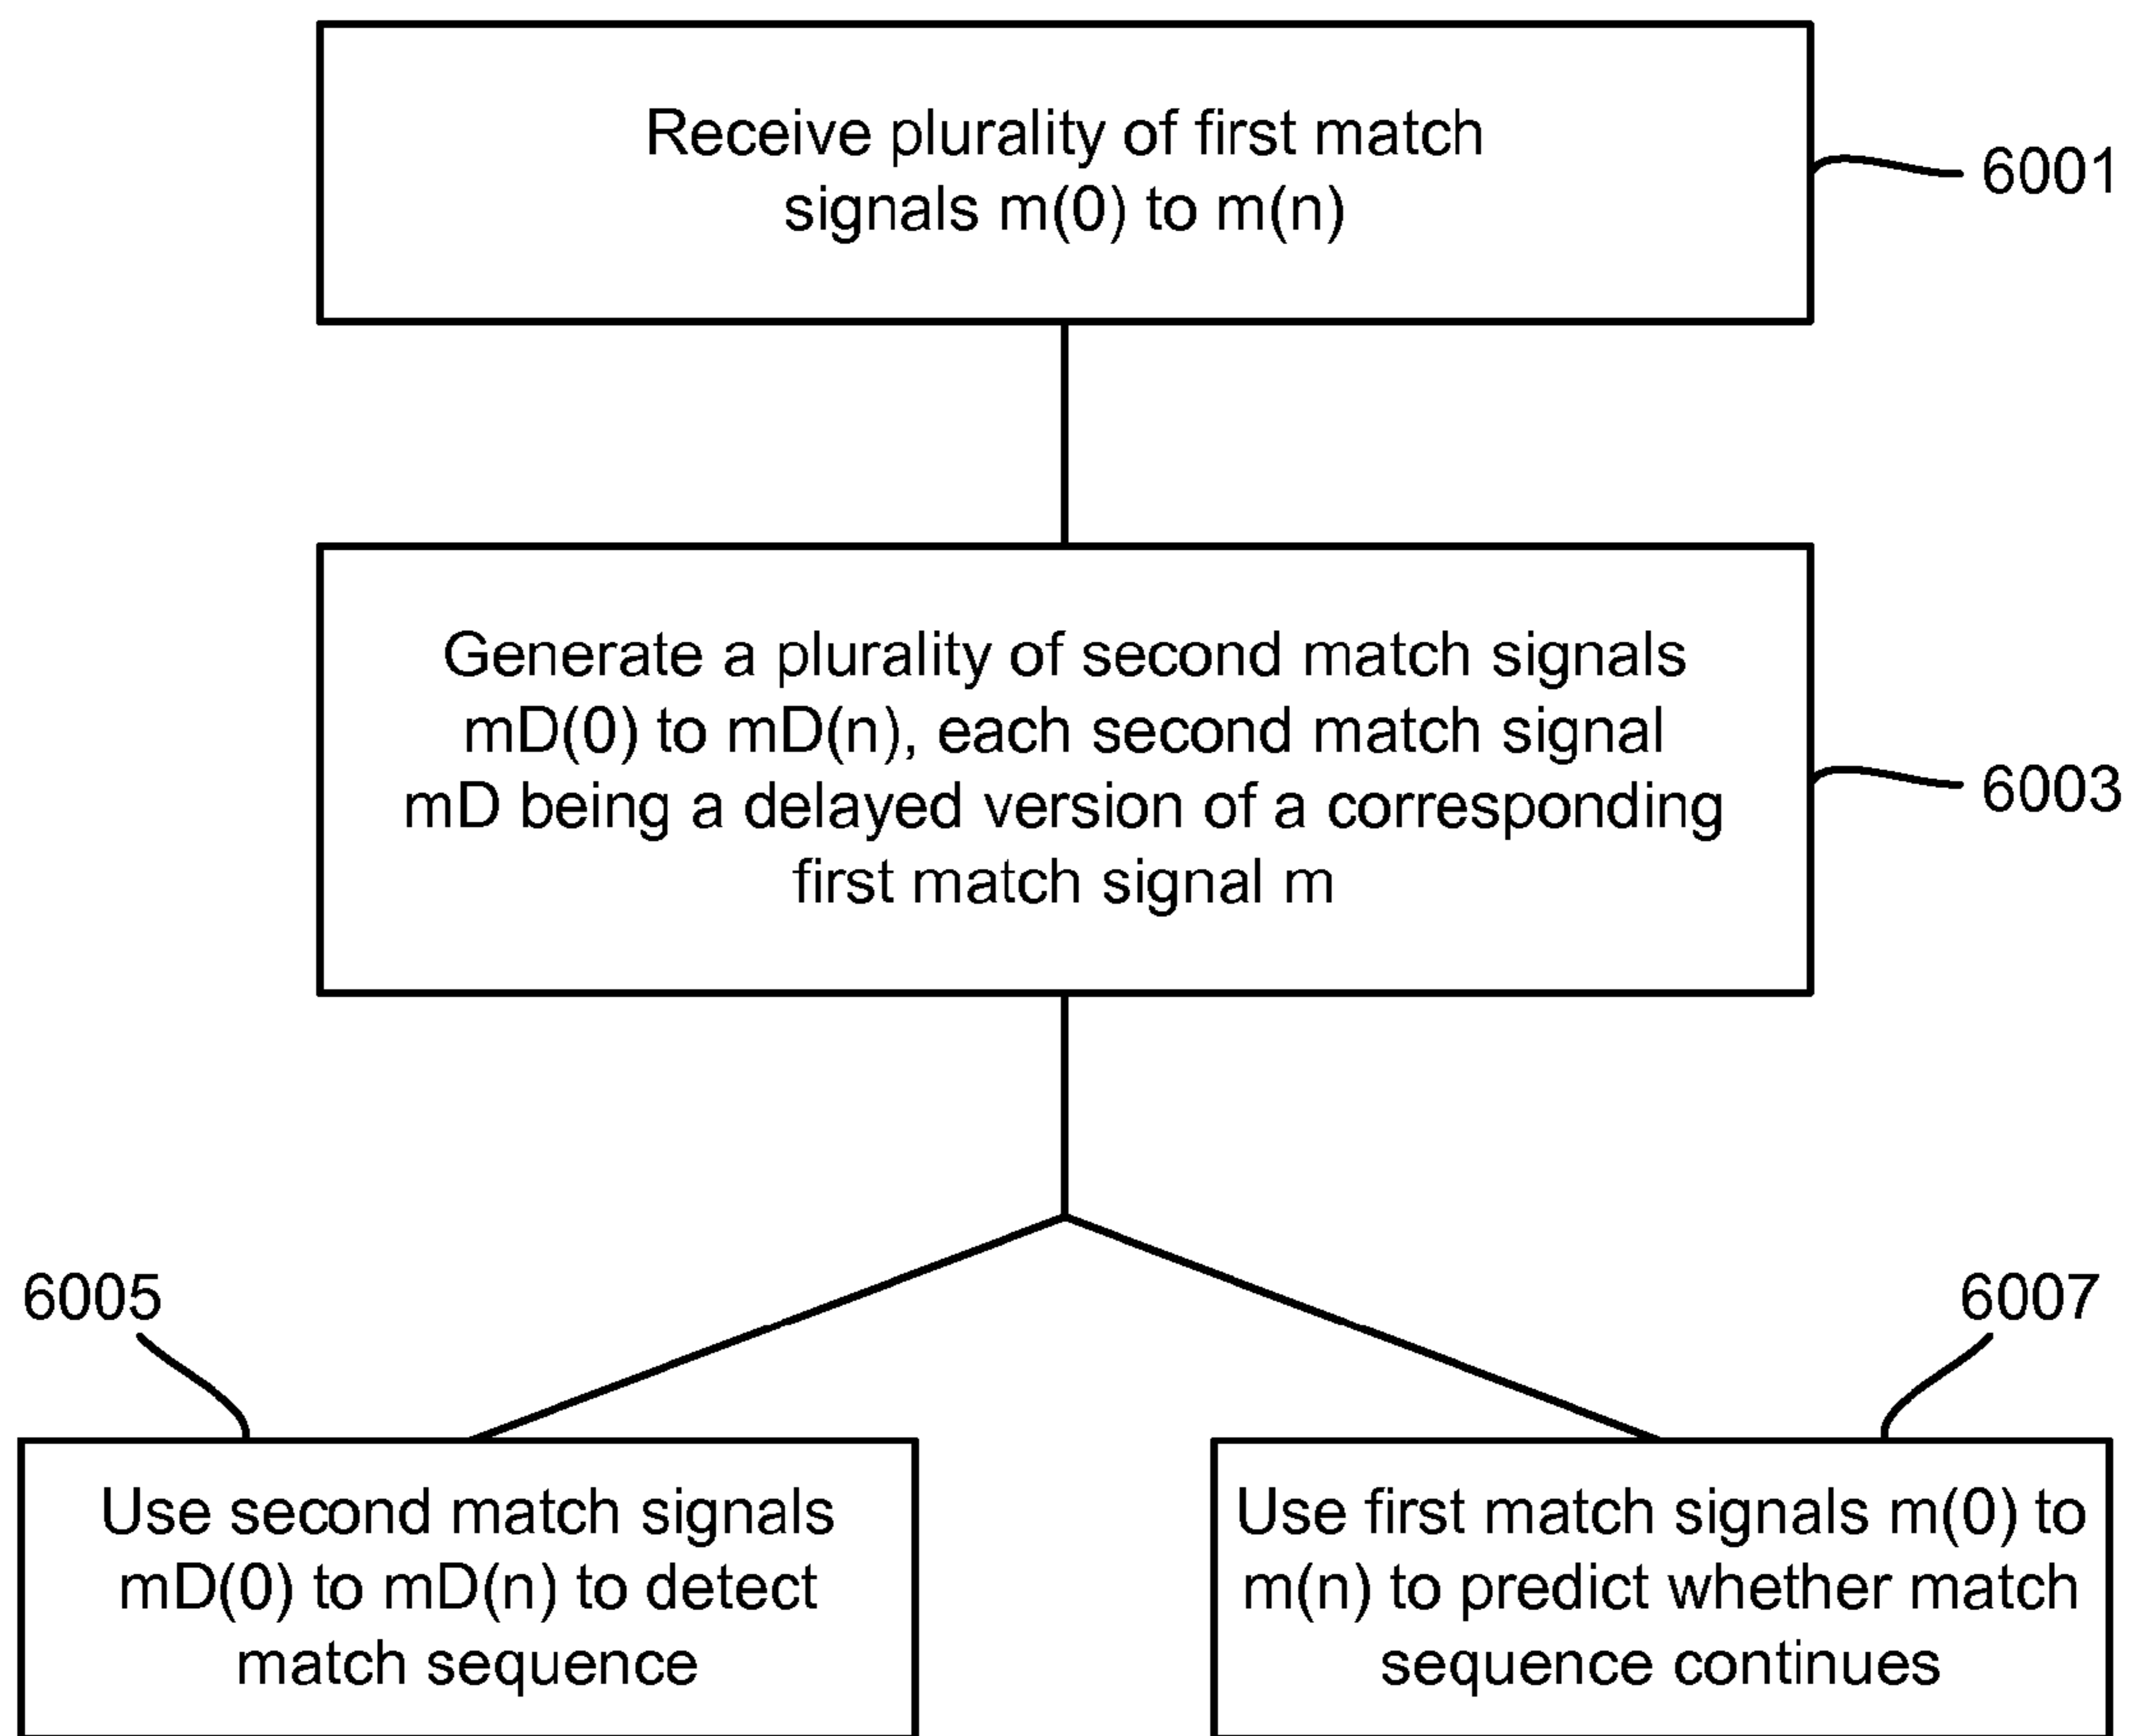 Receive plurality of first match
signals m(0) to m(n)
6001
Generate a plurality of second match signals
mD(0) to mD(n), each second match signal
mD being a delayed version of a corresponding
first match signal m
6003
6005
6007
Use second match signals
mD(0) to mD(n) to detect
match sequence
Use first match signals m(0) to
m(n) to predict whether match
sequence continues